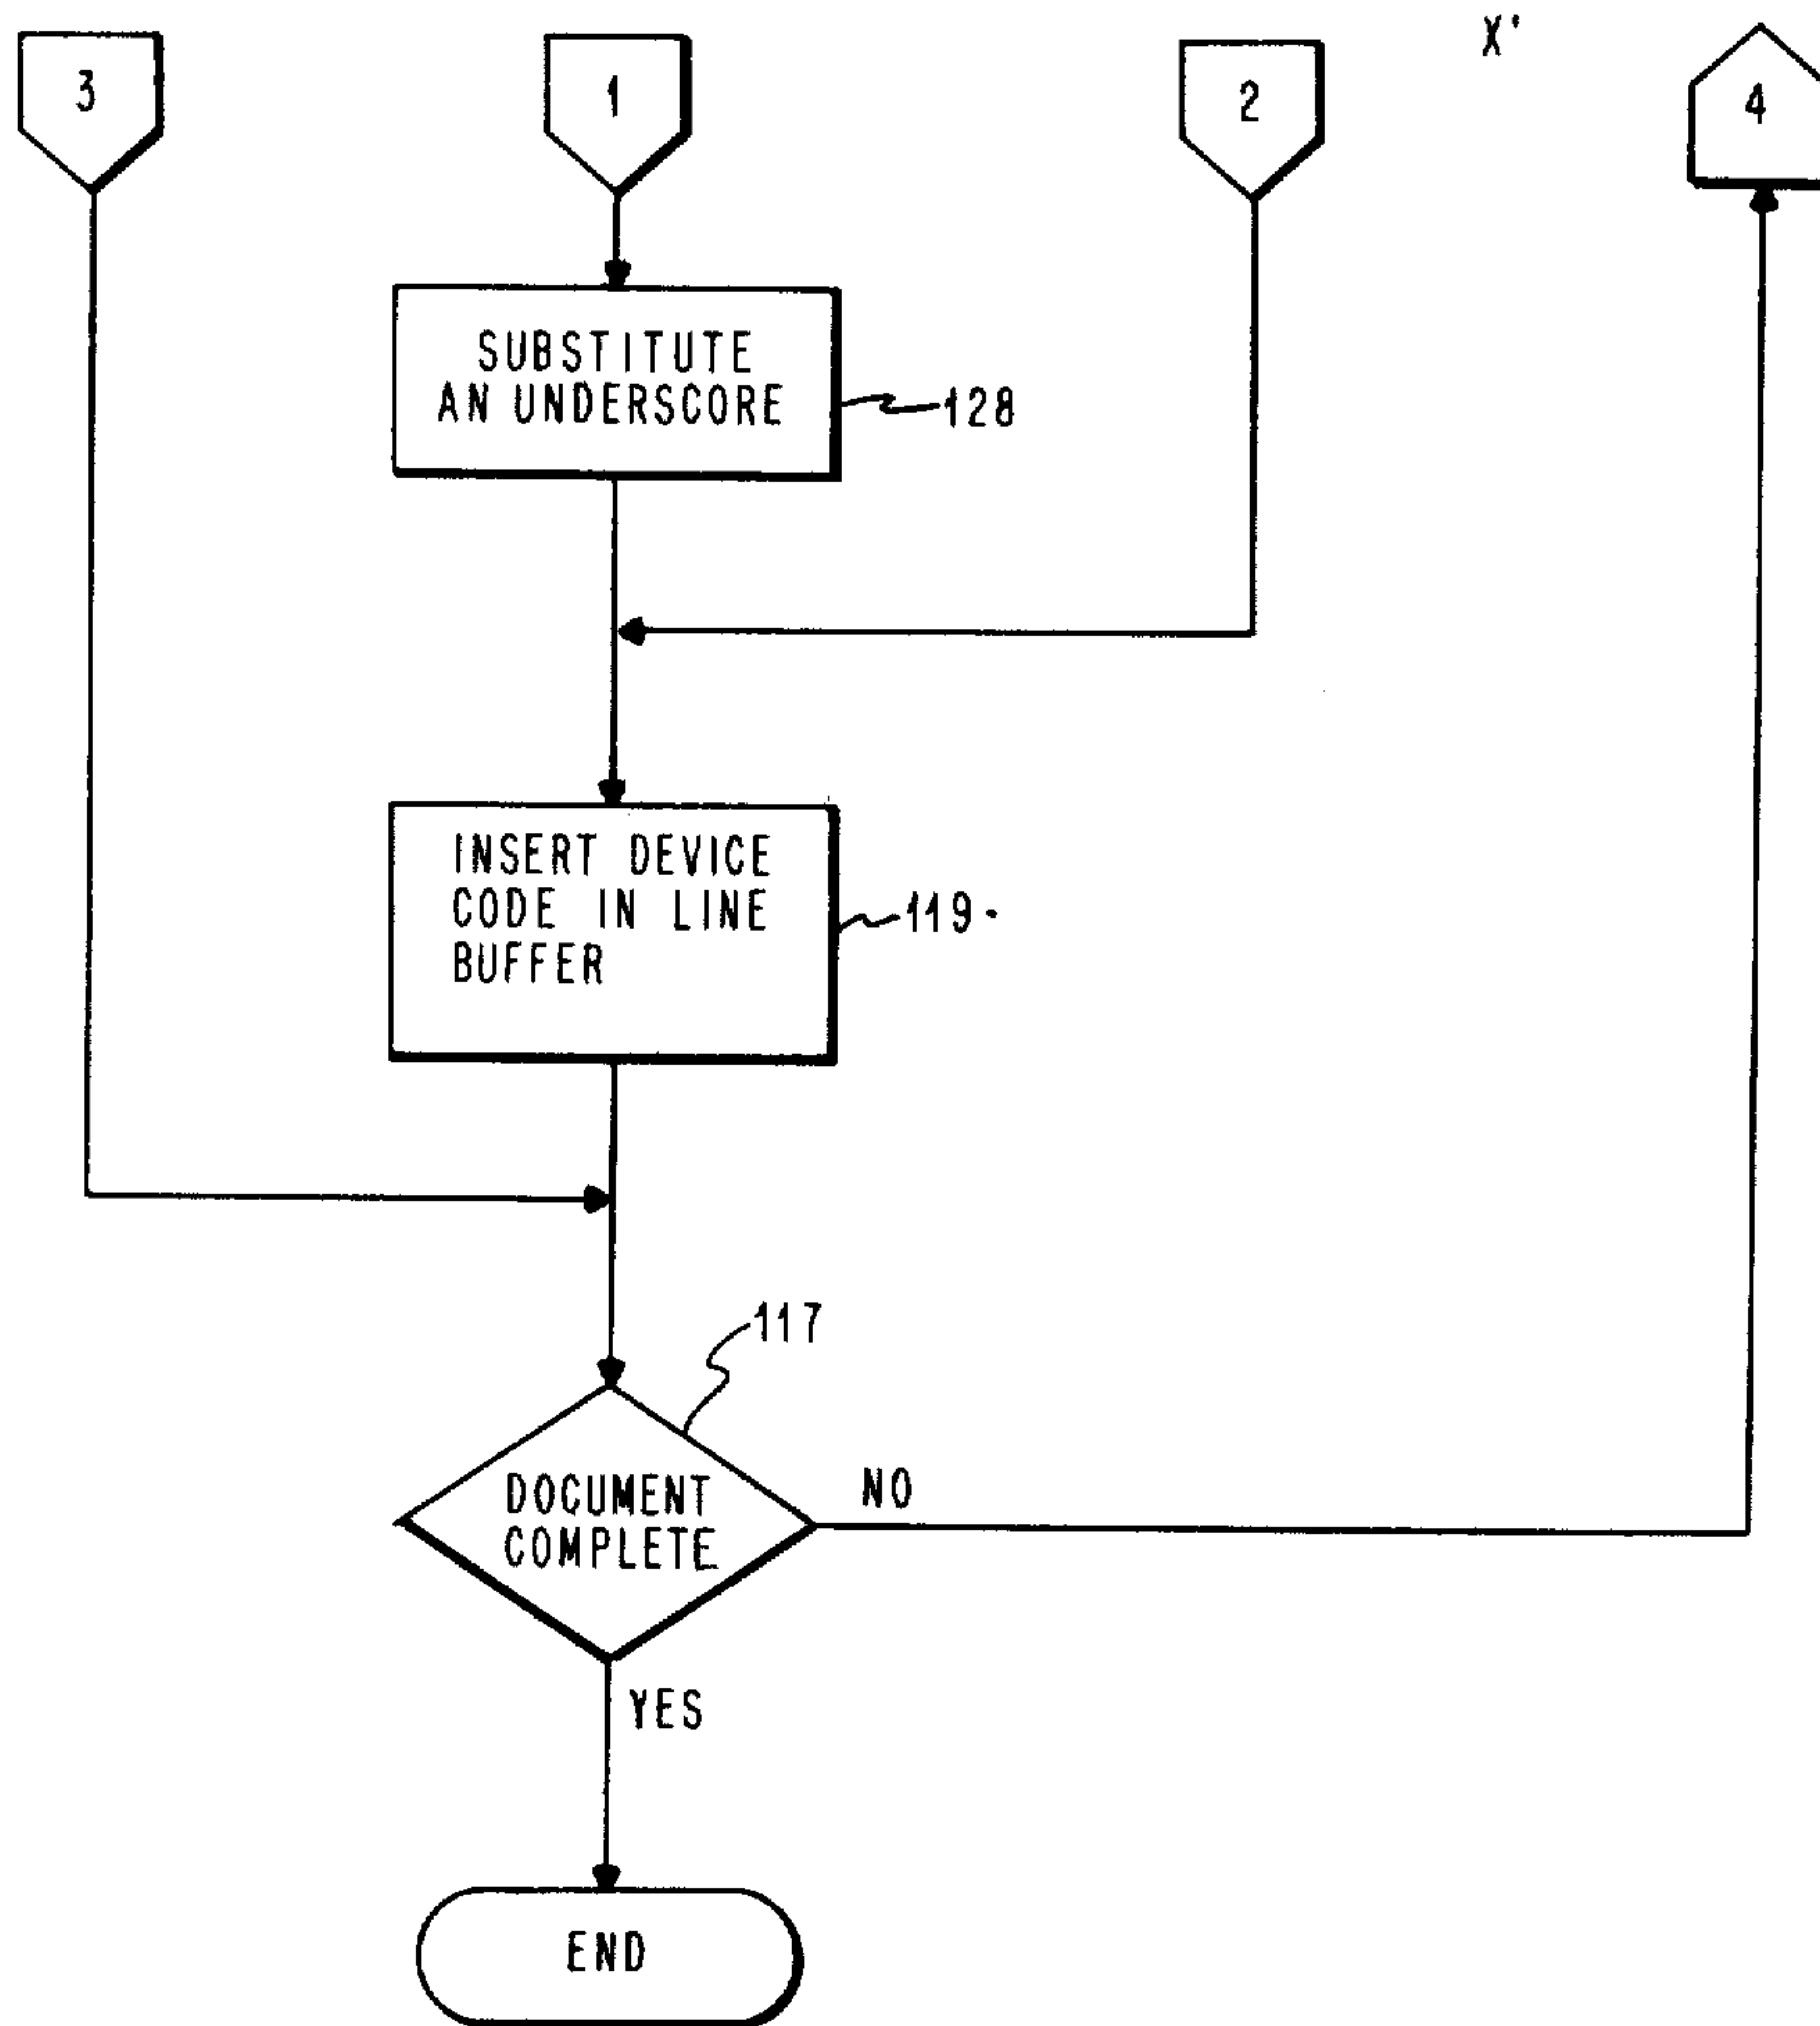 3
1
2
X'
4
SUBSTITUTE
AN UNDERSCORE
128
INSERT DEVICE
CODE IN LINE
BUFFER
119
117
DOCUMENT
COMPLETE
NO
YES
END